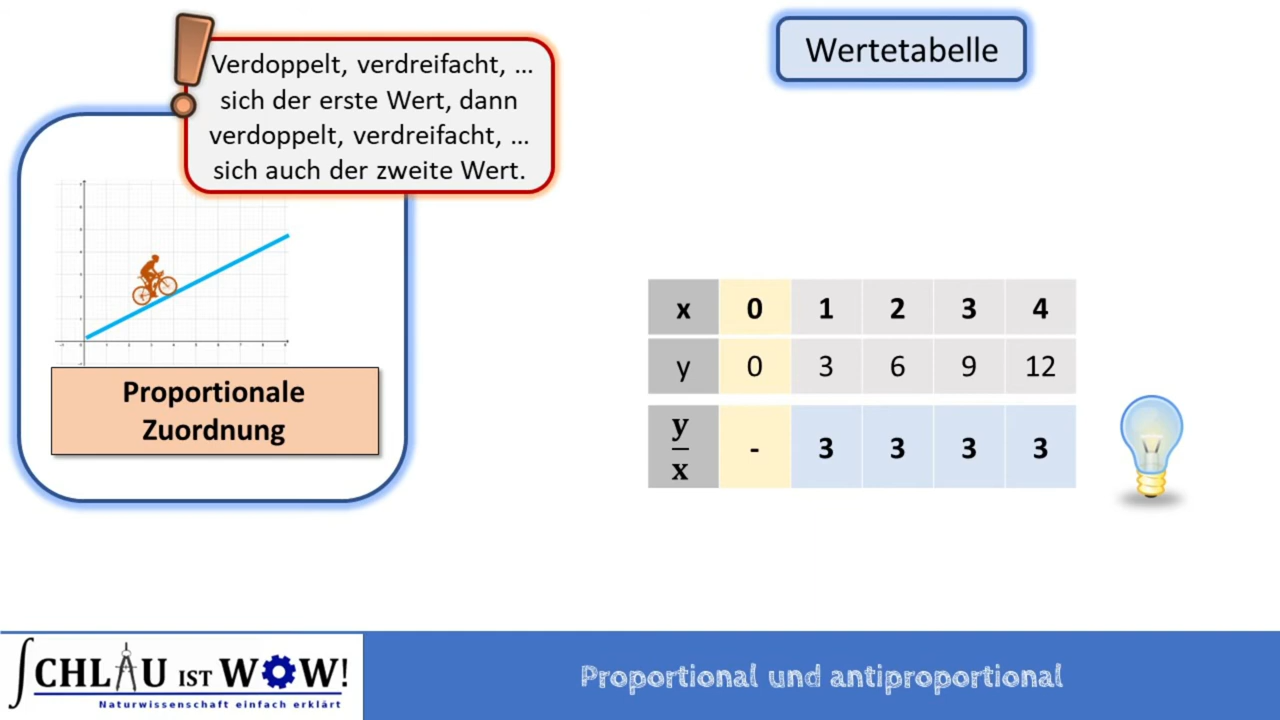 Verdoppelt, verdreifacht, ...
sich der erste Wert, dann
verdoppelt, verdreifacht, ...
sich auch der zweite Wert.
Proportionale
Zuordnung
Wertetabelle
x 0 1 2 3 4
y 0 3 6 9 12
y/x - 3 3 3 3
SCHLAU IST WOW!
Naturwissenschaft einfach erklärt
Proportional und antiproportional